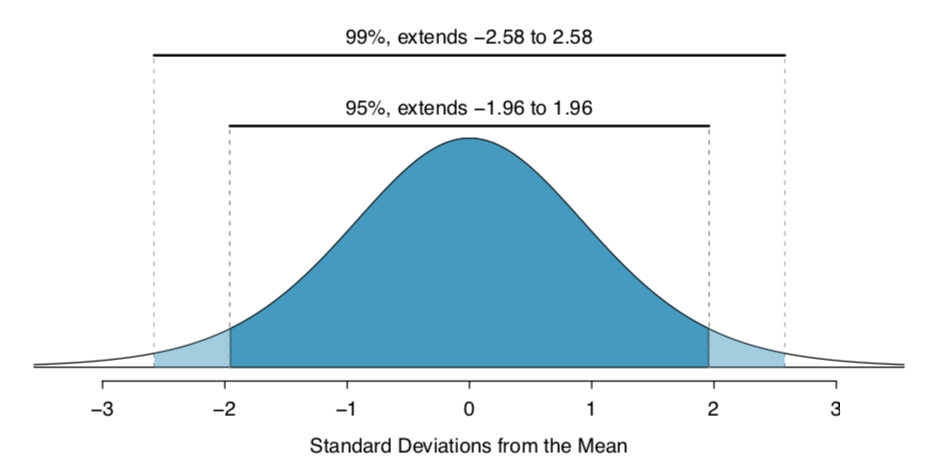 99%, extends −2.58 to 2.58
95%, extends −1.96 to 1.96
−3 −2 −1 0 1 2 3
Standard Deviations from the Mean